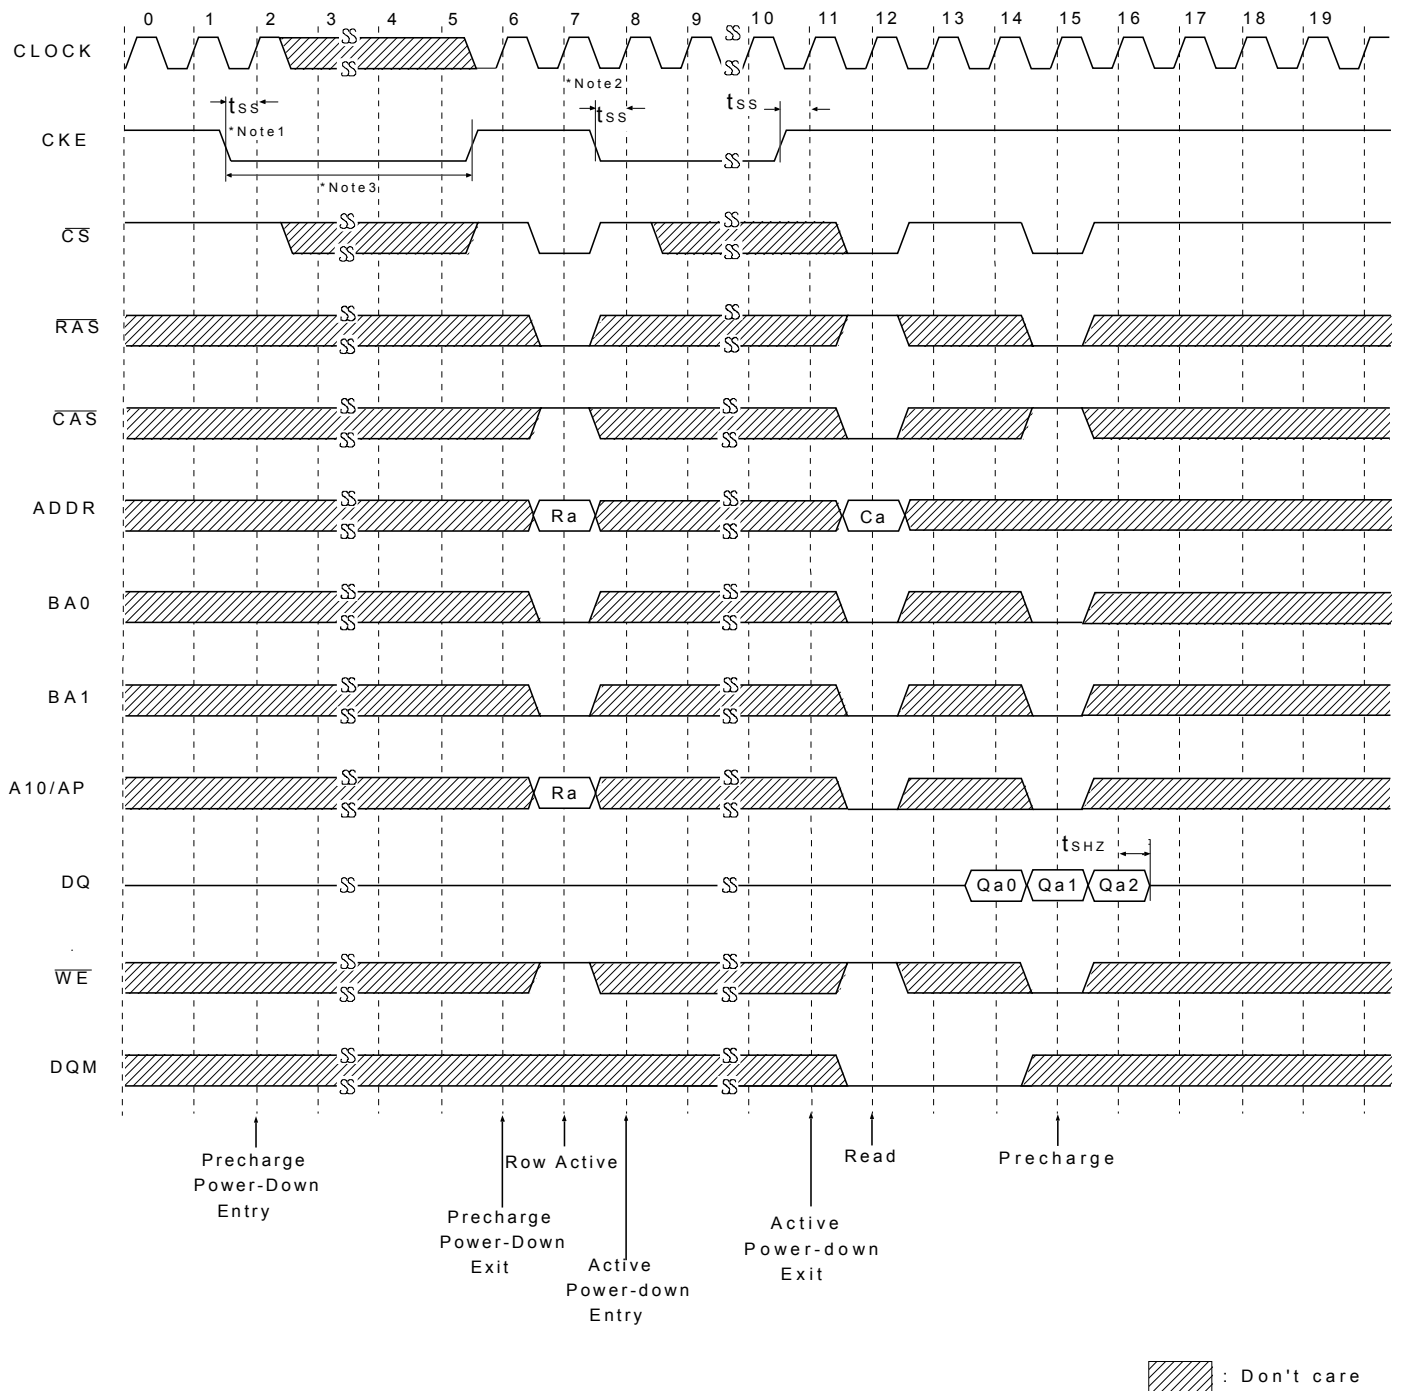 0 1 2 3 4 5 6 7 8 9 10 11 12 13 14 15 16 17 18 19
CLOCK
*Note2
tSS
tSS
tSS
*Note1
CKE
*Note3
CS
RAS
CAS
ADDR
Ra
Ca
BA0
BA1
A10/AP
Ra
tSHZ
DQ
Qa0 Qa1 Qa2
WE
DQM
Precharge
Power-Down
Entry
Row Active
Precharge
Power-Down
Exit
Active
Power-down
Entry
Active
Power-down
Exit
Read
Precharge
: Don't care